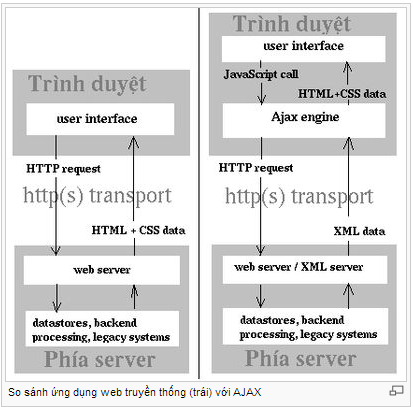 Trình duyệt
user interface
HTTP request
http(s) transport
HTML + CSS data
web server
datastores, backend
processing, legacy systems
Phía server
Trình duyệt
user interface
JavaScript call
HTML+CSS data
Ajax engine
HTTP request
http(s) transport
XML data
web server / XML server
datastores, backend
processing, legacy systems
Phía server
So sánh ứng dụng web truyền thống (trái) với AJAX